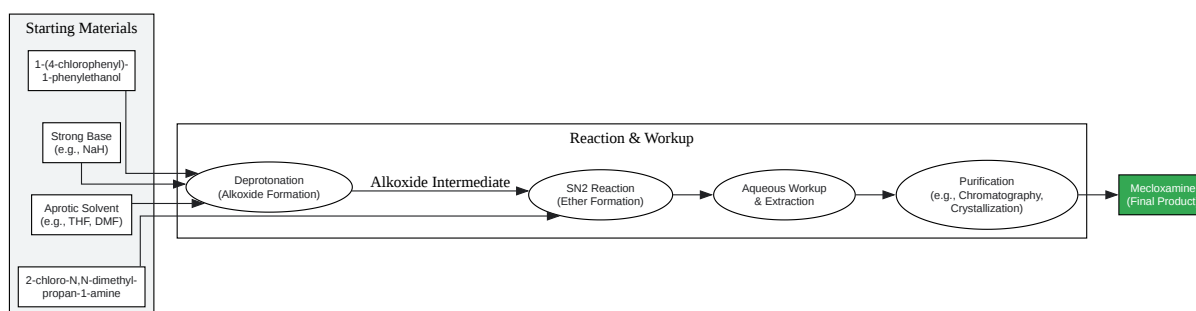 Starting Materials
1-(4-chlorophenyl)-
1-phenylethanol
Strong Base
(e.g., NaH)
Aprotic Solvent
(e.g., THF, DMF)
2-chloro-N,N-dimethyl-
propan-1-amine
Reaction & Workup
Deprotonation
(Alkoxide Formation)
Alkoxide Intermediate
SN2 Reaction
(Ether Formation)
Aqueous Workup
& Extraction
Purification
(e.g., Chromatography,
Crystallization)
Mecloxamine
(Final Product